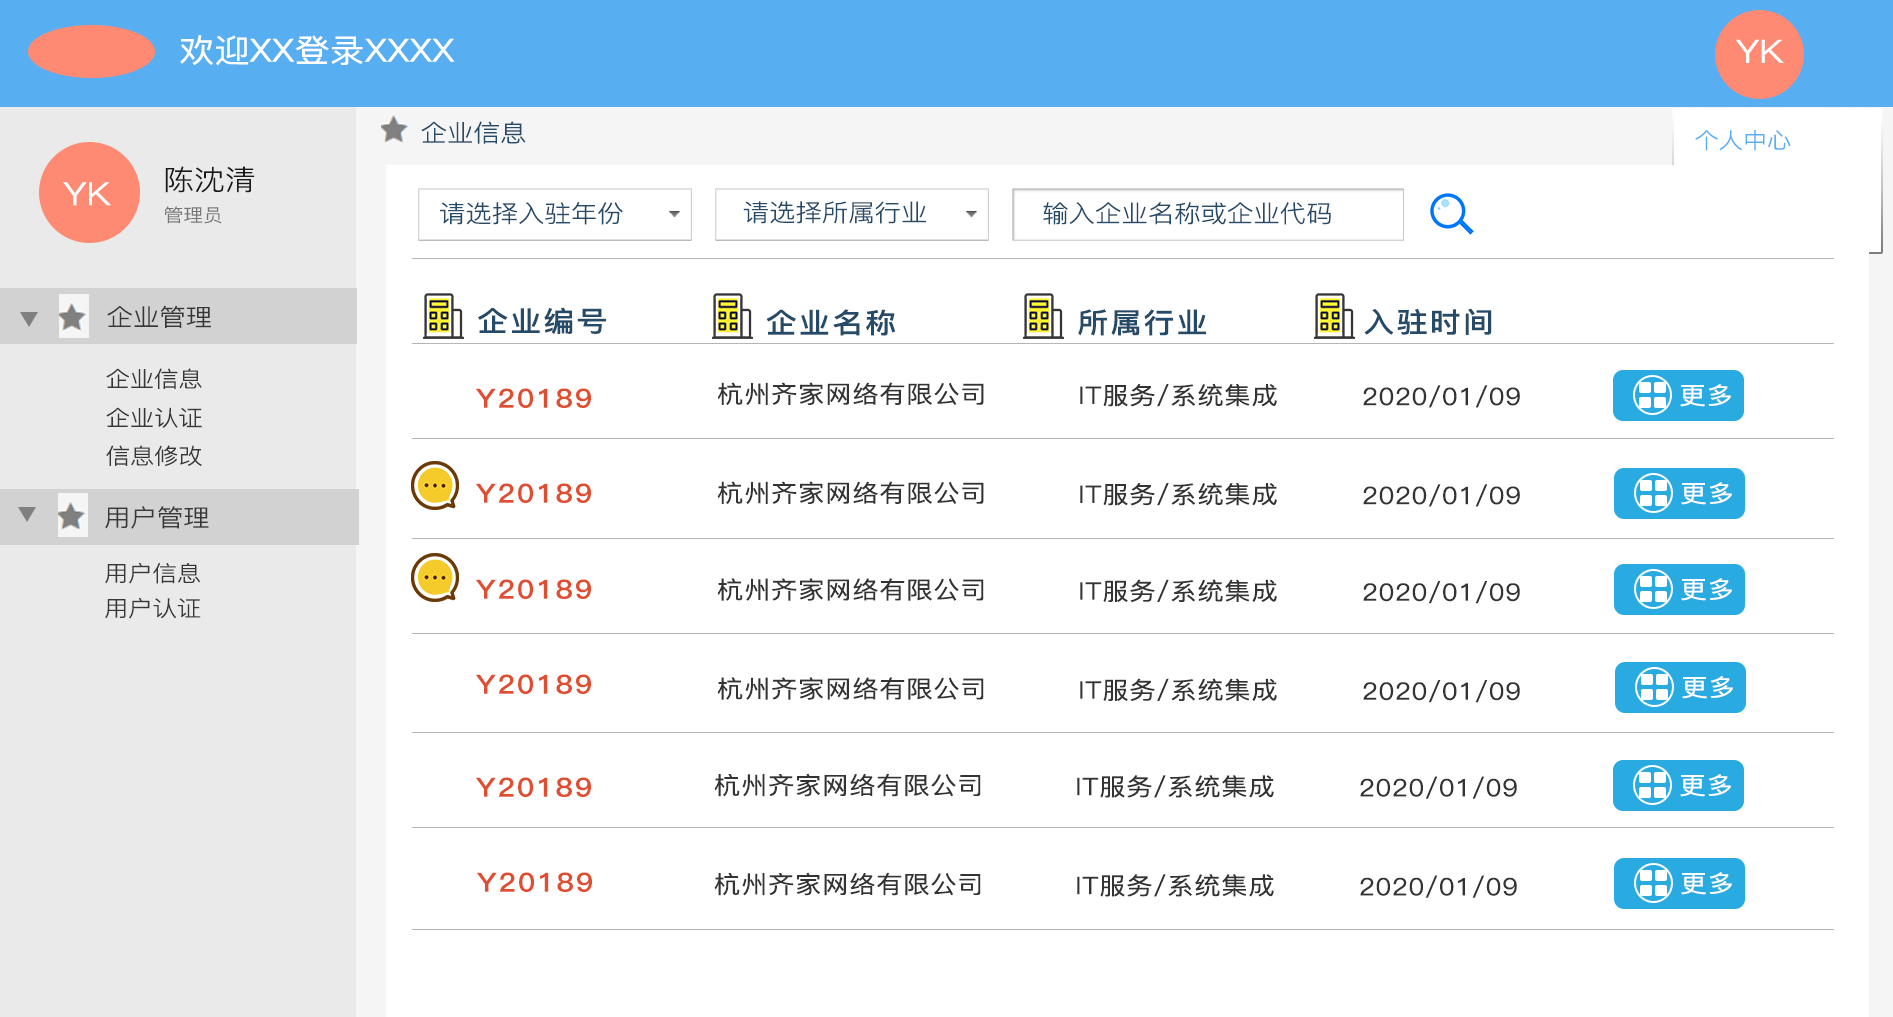 欢迎XX登录XXXX
YK
YK
陈沈清
管理员
企业管理
企业信息
企业认证
信息修改
用户管理
用户信息
用户认证
企业信息
个人中心
请选择入驻年份
请选择所属行业
输入企业名称或企业代码
企业编号 企业名称 所属行业 入驻时间
Y20189 杭州齐家网络有限公司 IT服务/系统集成 2020/01/09 更多
Y20189 杭州齐家网络有限公司 IT服务/系统集成 2020/01/09 更多
Y20189 杭州齐家网络有限公司 IT服务/系统集成 2020/01/09 更多
Y20189 杭州齐家网络有限公司 IT服务/系统集成 2020/01/09 更多
Y20189 杭州齐家网络有限公司 IT服务/系统集成 2020/01/09 更多
Y20189 杭州齐家网络有限公司 IT服务/系统集成 2020/01/09 更多